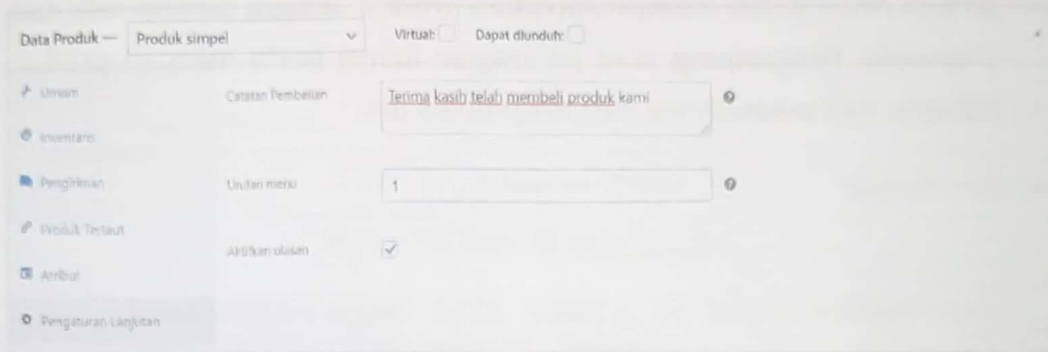 Data Produk — Produk simpel Virtual: Dapat diunduh:
Umum
Catatan Pembelian Terima kasih telah membeli produk kami
Inventaris
Pengiriman
Urutan menu 1
Produk Tertaut
Aktifkan ulasan
Atribut
Pengaturan Lanjutan